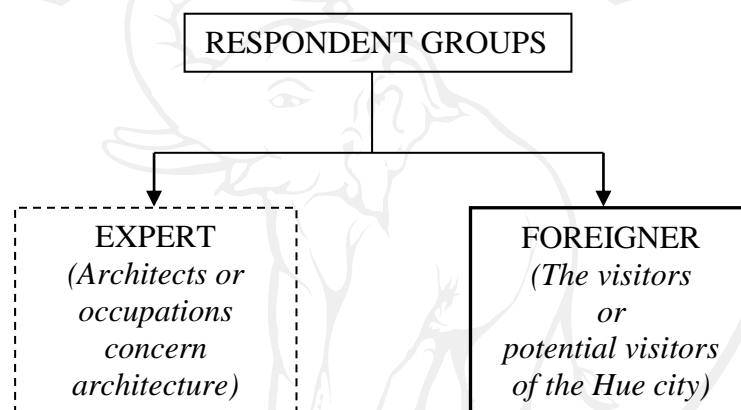 RESPONDENT GROUPS
EXPERT
(Architects or
occupations
concern
architecture)
FOREIGNER
(The visitors
or
potential visitors
of the Hue city)